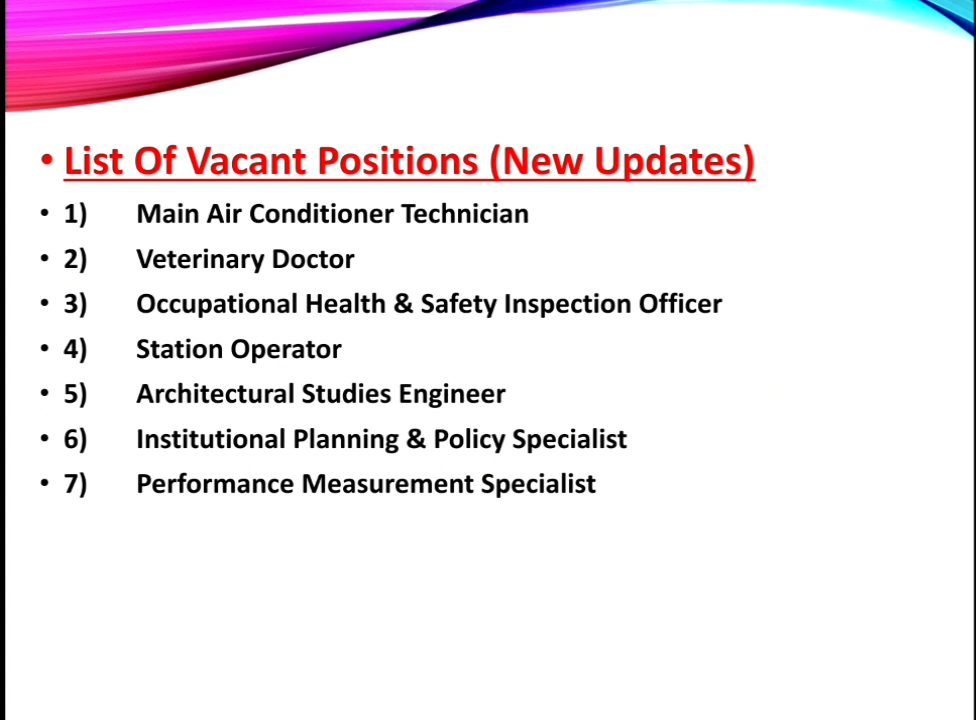 • List Of Vacant Positions (New Updates)
• 1) Main Air Conditioner Technician
• 2) Veterinary Doctor
• 3) Occupational Health & Safety Inspection Officer
• 4) Station Operator
• 5) Architectural Studies Engineer
• 6) Institutional Planning & Policy Specialist
• 7) Performance Measurement Specialist